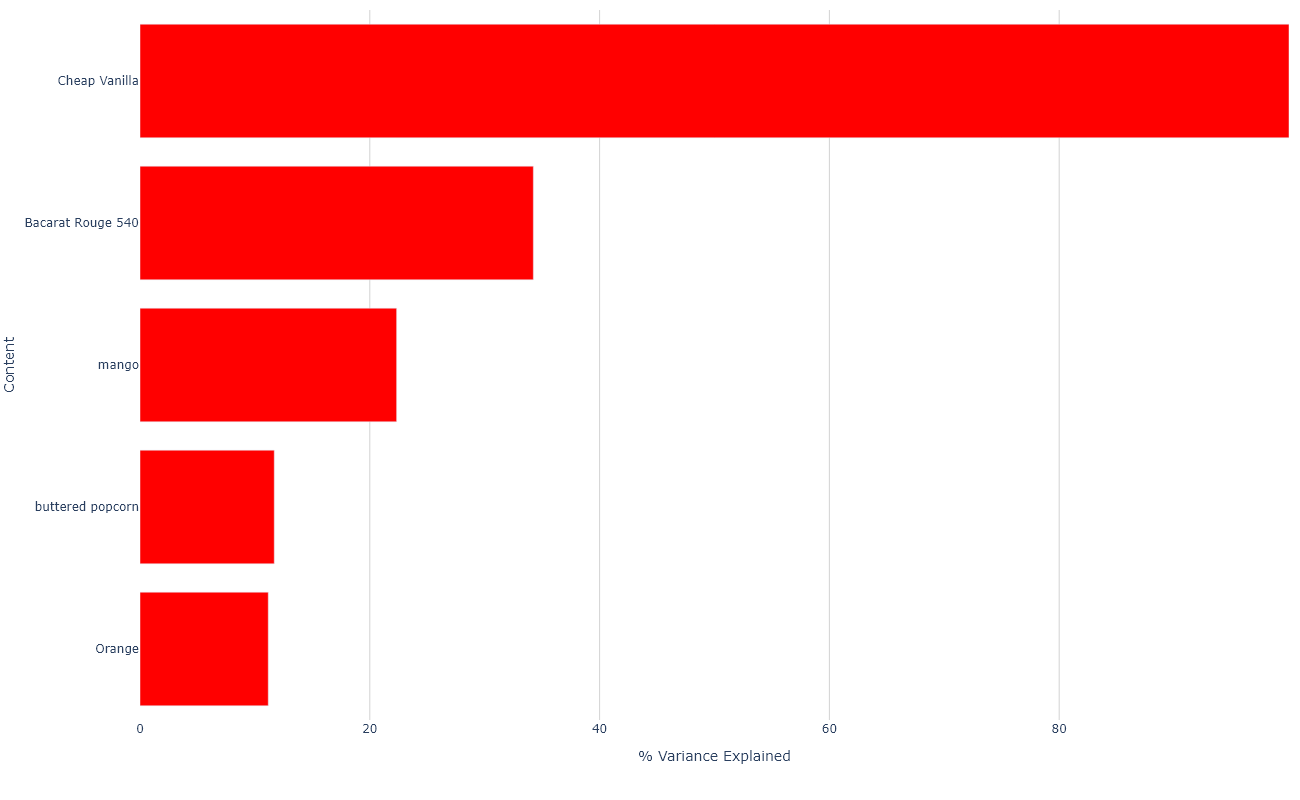 Cheap Vanilla
Bacarat Rouge 540
mango
buttered popcorn
Orange
Content
0 20 40 60 80
% Variance Explained